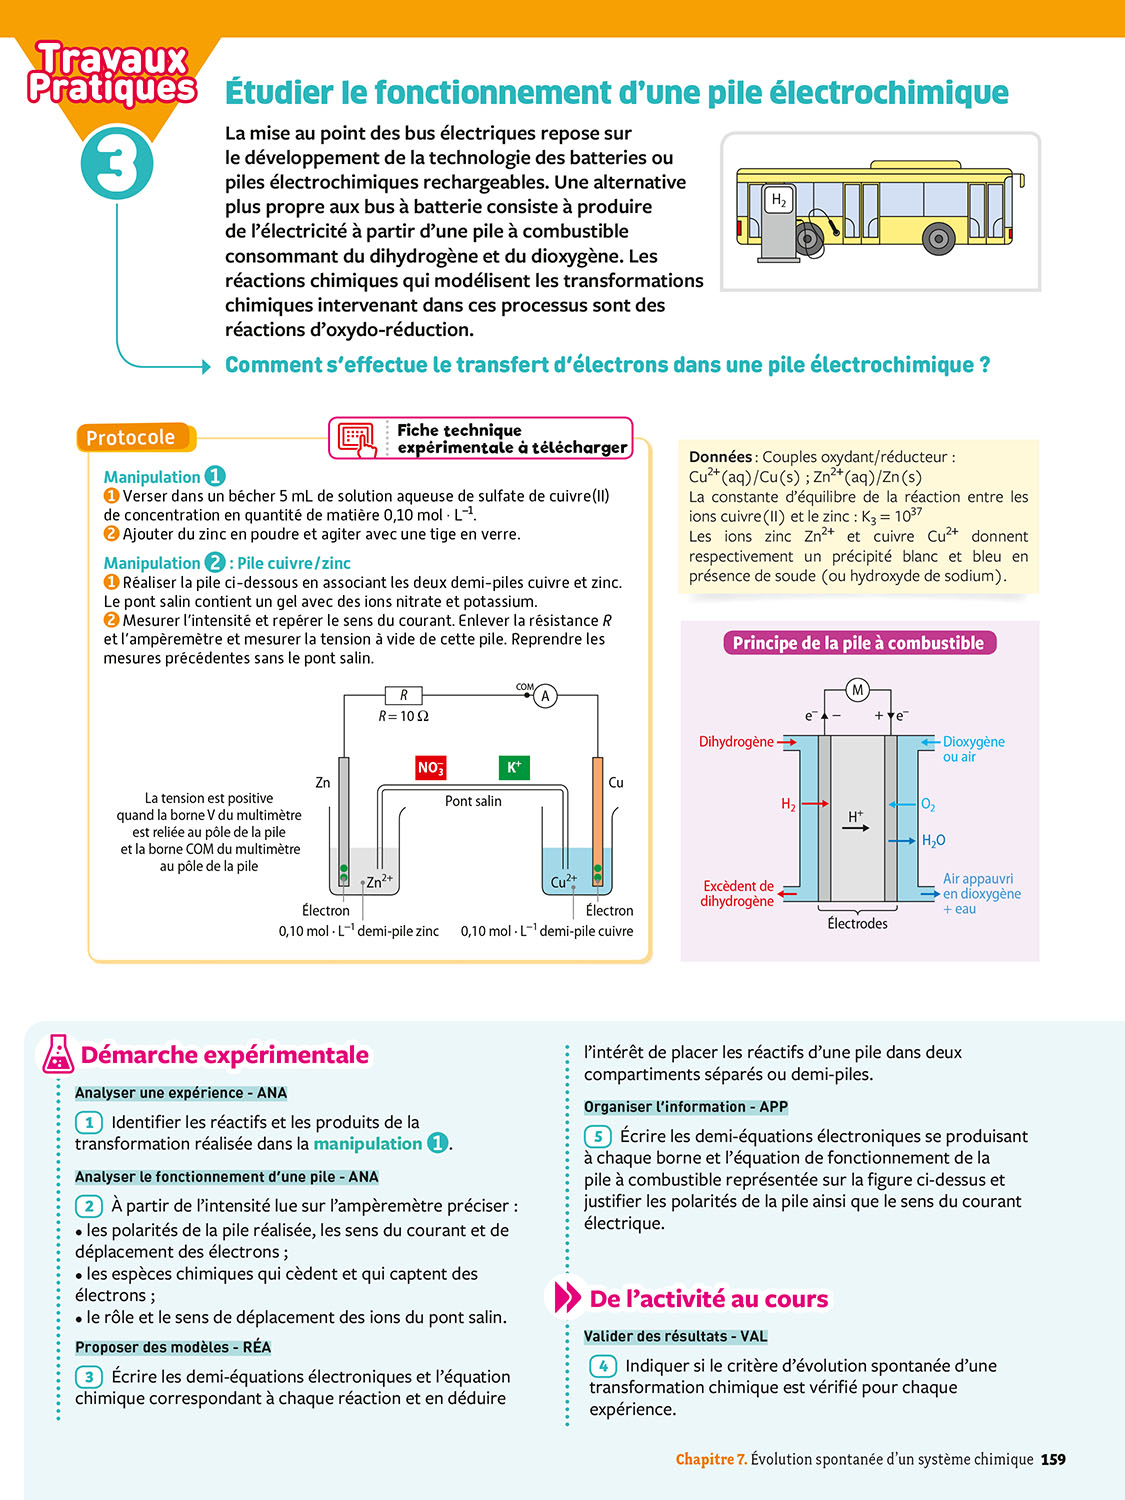 Travaux
Pratiques
3
Étudier le fonctionnement d'une pile électrochimique
La mise au point des bus électriques repose sur
le développement de la technologie des batteries ou
piles électrochimiques rechargeables. Une alternative
plus propre aux bus à batterie consiste à produire
de l'électricité à partir d'une pile à combustible
consommant du dihydrogène et du dioxygène. Les
réactions chimiques qui modélisent les transformations
chimiques intervenant dans ces processus sont des
réactions d'oxydo-réduction.
H₂
Comment s'effectue le transfert d'électrons dans une pile électrochimique ?
Protocole
Fiche technique
expérimentale à télécharger
Manipulation 1
1 Verser dans un bécher 5 mL de solution aqueuse de sulfate de cuivre(II)
de concentration en quantité de matière 0,10 mol · L⁻¹.
2 Ajouter du zinc en poudre et agiter avec une tige en verre.
Manipulation 2 : Pile cuivre/zinc
1 Réaliser la pile ci-dessous en associant les deux demi-piles cuivre et zinc.
Le pont salin contient un gel avec des ions nitrate et potassium.
2 Mesurer l'intensité et repérer le sens du courant. Enlever la résistance R
et l'ampèremètre et mesurer la tension à vide de cette pile. Reprendre les
mesures précédentes sans le pont salin.
R
COM
A
R = 10 Ω
NO₃⁻
K⁺
Zn
Cu
Pont salin
La tension est positive
quand la borne V du multimètre
est reliée au pôle de la pile
et la borne COM du multimètre
au pôle de la pile
Zn²⁺
Cu²⁺
Électron
Électron
0,10 mol · L⁻¹ demi-pile zinc
0,10 mol · L⁻¹ demi-pile cuivre
Données : Couples oxydant/réducteur :
Cu²⁺(aq)/Cu(s) ; Zn²⁺(aq)/Zn(s)
La constante d'équilibre de la réaction entre les
ions cuivre(II) et le zinc : K₃ = 10³⁷
Les ions zinc Zn²⁺ et cuivre Cu²⁺ donnent
respectivement un précipité blanc et bleu en
présence de soude (ou hydroxyde de sodium).
Principe de la pile à combustible
M
e⁻ − + e⁻
Dihydrogène
Dioxygène
ou air
H₂
O₂
H⁺
H₂O
Excèdent de
dihydrogène
Air appauvri
en dioxygène
+ eau
Électrodes
Démarche expérimentale
Analyser une expérience - ANA
1 Identifier les réactifs et les produits de la
transformation réalisée dans la manipulation 1.
Analyser le fonctionnement d'une pile - ANA
2 À partir de l'intensité lue sur l'ampèremètre préciser :
• les polarités de la pile réalisée, les sens du courant et de
déplacement des électrons ;
• les espèces chimiques qui cèdent et qui captent des
électrons ;
• le rôle et le sens de déplacement des ions du pont salin.
Proposer des modèles - RÉA
3 Écrire les demi-équations électroniques et l'équation
chimique correspondant à chaque réaction et en déduire
l'intérêt de placer les réactifs d'une pile dans deux
compartiments séparés ou demi-piles.
Organiser l'information - APP
5 Écrire les demi-équations électroniques se produisant
à chaque borne et l'équation de fonctionnement de la
pile à combustible représentée sur la figure ci-dessus et
justifier les polarités de la pile ainsi que le sens du courant
électrique.
De l'activité au cours
Valider des résultats - VAL
4 Indiquer si le critère d'évolution spontanée d'une
transformation chimique est vérifié pour chaque
expérience.
Chapitre 7. Évolution spontanée d'un système chimique 159